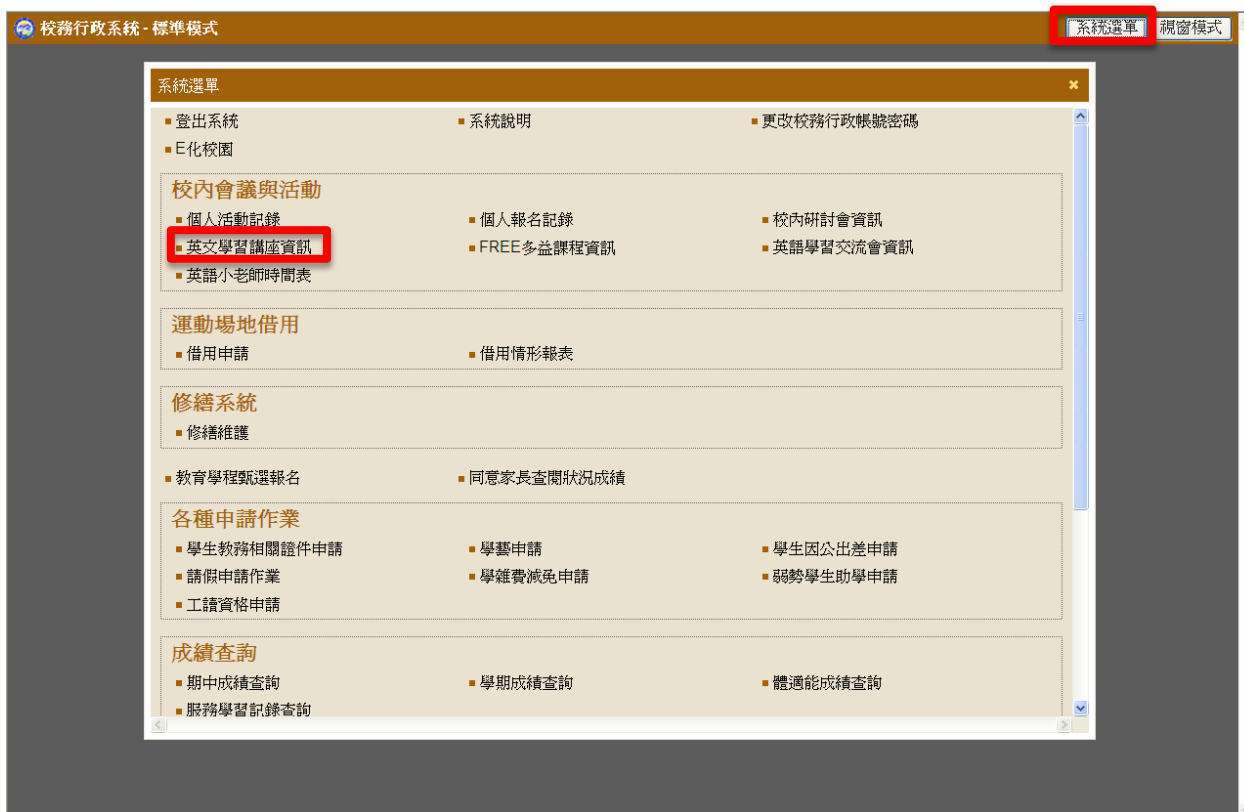 校務行政系統 - 標準模式 系統選單 視窗模式
系統選單
登出系統 系統說明 更改校務行政帳號密碼
E化校園
校內會議與活動
個人活動記錄 個人報名記錄 校內研討會資訊
英文學習講座資訊 FREE多益課程資訊 英語學習交流會資訊
英語小老師時間表
運動場地借用
借用申請 借用情形報表
修繕系統
修繕維護
教育學程甄選報名 同意家長查閱狀況成績
各種申請作業
學生教務相關證件申請 學藝申請 學生因公出差申請
請假申請作業 學雜費減免申請 弱勢學生助學申請
工讀資格申請
成績查詢
期中成績查詢 學期成績查詢 體適能成績查詢
服務學習記錄查詢